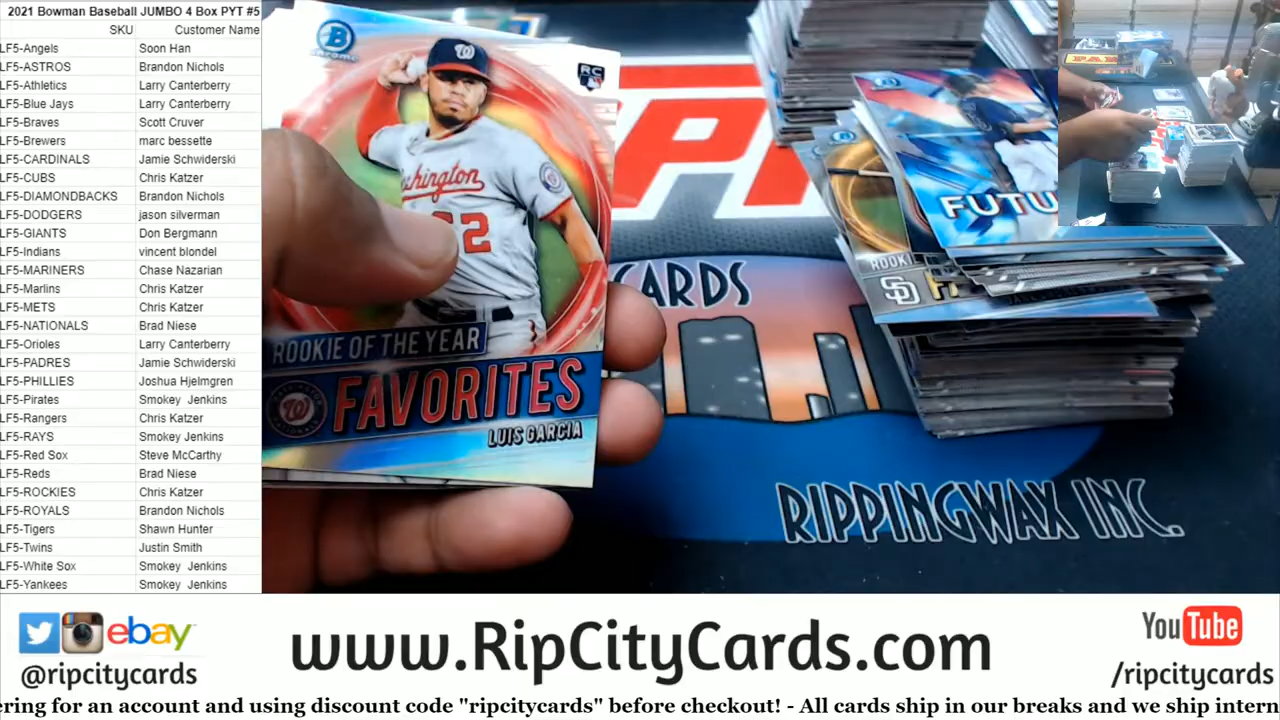 2021 Bowman Baseball JUMBO 4 Box PYT #5
SKU Customer Name
LF5-Angels Soon Han
LF5-ASTROS Brandon Nichols
LF5-Athletics Larry Canterberry
LF5-Blue Jays Larry Canterberry
LF5-Braves Scott Cruver
LF5-Brewers marc bessette
LF5-CARDINALS Jamie Schwiderski
LF5-CUBS Chris Katzer
LF5-DIAMONDBACKS Brandon Nichols
LF5-DODGERS jason silverman
LF5-GIANTS Don Bergmann
LF5-Indians vincent blondel
LF5-MARINERS Chase Nazarian
LF5-Marlins Chris Katzer
LF5-METS Chris Katzer
LF5-NATIONALS Brad Niese
LF5-Orioles Larry Canterberry
LF5-PADRES Jamie Schwiderski
LF5-PHILLIES Joshua Hjelmgren
LF5-Pirates Smokey Jenkins
LF5-Rangers Chris Katzer
LF5-RAYS Smokey Jenkins
LF5-Red Sox Steve McCarthy
LF5-Reds Brad Niese
LF5-ROCKIES Chris Katzer
LF5-ROYALS Brandon Nichols
LF5-Tigers Shawn Hunter
LF5-Twins Justin Smith
LF5-White Sox Smokey Jenkins
LF5-Yankees Smokey Jenkins
B
chrome
RC
W
62
ROOKIE OF THE YEAR
FAVORITES
LUIS GARCIA
FUTU
ROOKI
SD
CARDS
RIPPINGWAX INC.
ebay
@ripcitycards
www.RipCityCards.com
YouTube
/ripcitycards
ering for an account and using discount code "ripcitycards" before checkout! - All cards ship in our breaks and we ship intern